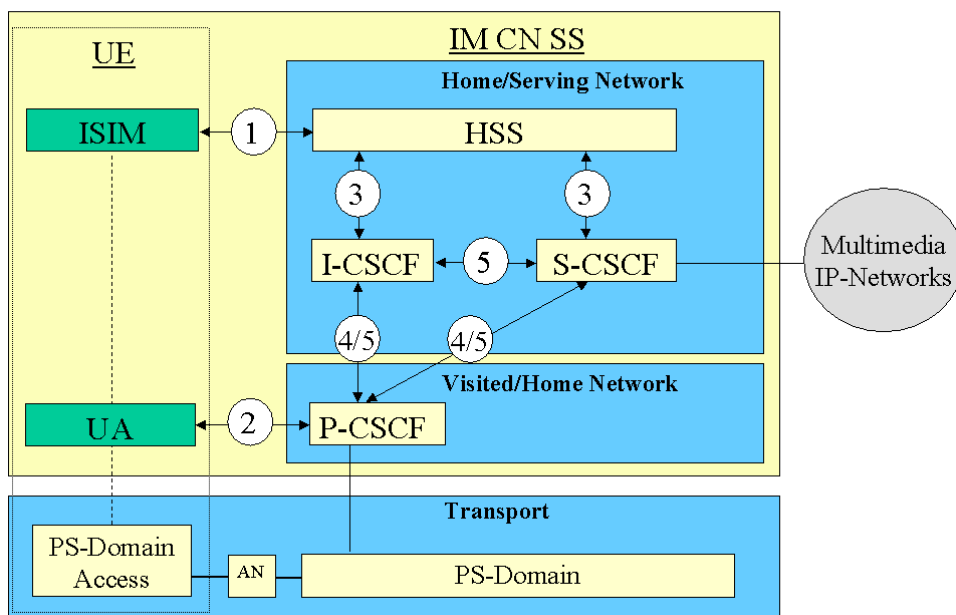 UE
IM CN SS
Home/Serving Network
ISIM
1
HSS
3
3
I-CSCF
5
S-CSCF
Multimedia
IP-Networks
4/5
4/5
Visited/Home Network
UA
2
P-CSCF
Transport
PS-Domain
Access
AN
PS-Domain